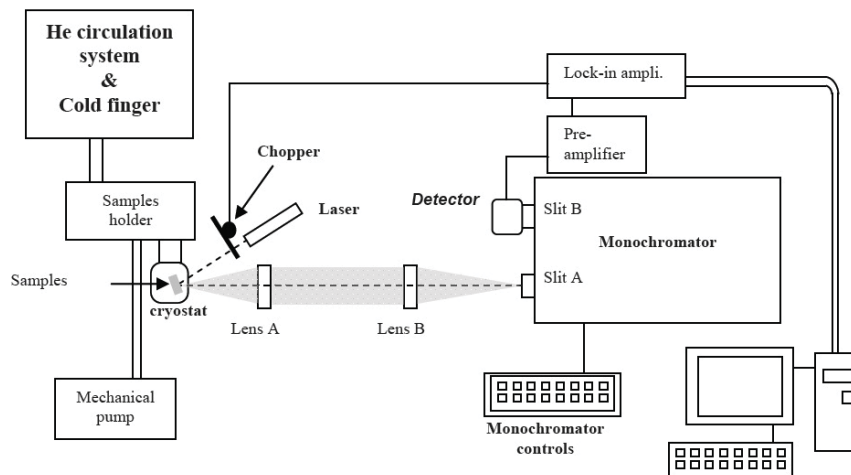 He circulation
system
&
Cold finger
Lock-in ampli.
Pre-
amplifier
Chopper
Laser
Detector
Samples
holder
Slit B
Monochromator
Slit A
Samples
cryostat
Lens A
Lens B
Mechanical
pump
Monochromator
controls